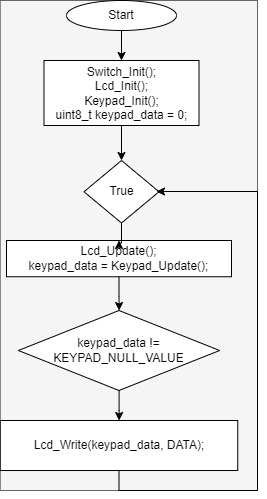 Start
Switch_Init();
Lcd_Init();
Keypad_Init();
uint8_t keypad_data = 0;
True
Lcd_Update();
keypad_data = Keypad_Update();
keypad_data !=
KEYPAD_NULL_VALUE
Lcd_Write(keypad_data, DATA);